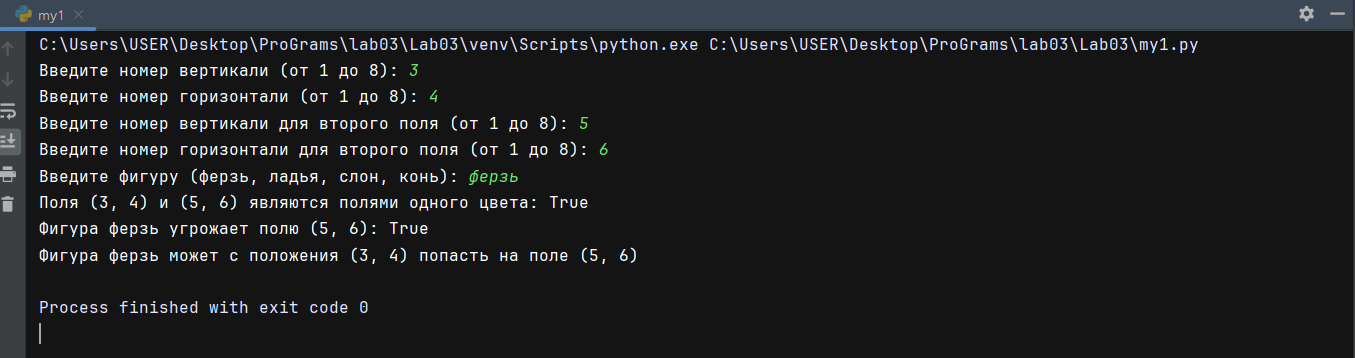 my1
C:\Users\USER\Desktop\ProGrams\lab03\Lab03\venv\Scripts\python.exe C:\Users\USER\Desktop\ProGrams\lab03\Lab03\my1.py
Введите номер вертикали (от 1 до 8): 3
Введите номер горизонтали (от 1 до 8): 4
Введите номер вертикали для второго поля (от 1 до 8): 5
Введите номер горизонтали для второго поля (от 1 до 8): 6
Введите фигуру (ферзь, ладья, слон, конь): ферзь
Поля (3, 4) и (5, 6) являются полями одного цвета: True
Фигура ферзь угрожает полю (5, 6): True
Фигура ферзь может с положения (3, 4) попасть на поле (5, 6)
Process finished with exit code 0